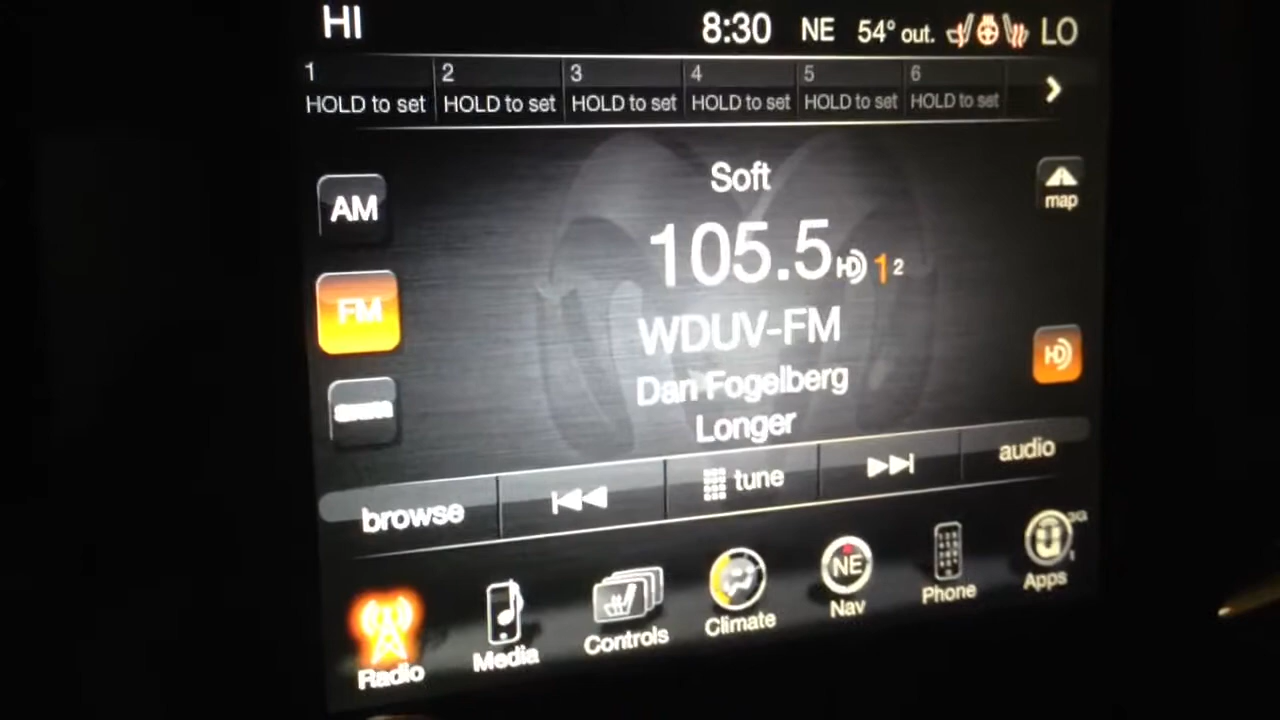 HI 8:30 NE 54° out. LO
1 2 3 4 5 6
HOLD to set HOLD to set HOLD to set HOLD to set HOLD to set HOLD to set
AM
Soft
map
105.5 HD 1 2
FM
WDUV-FM
HD
Dan Fogelberg
Longer
browse tune audio
NE 3G
Radio Media Controls Climate Nav Phone Apps